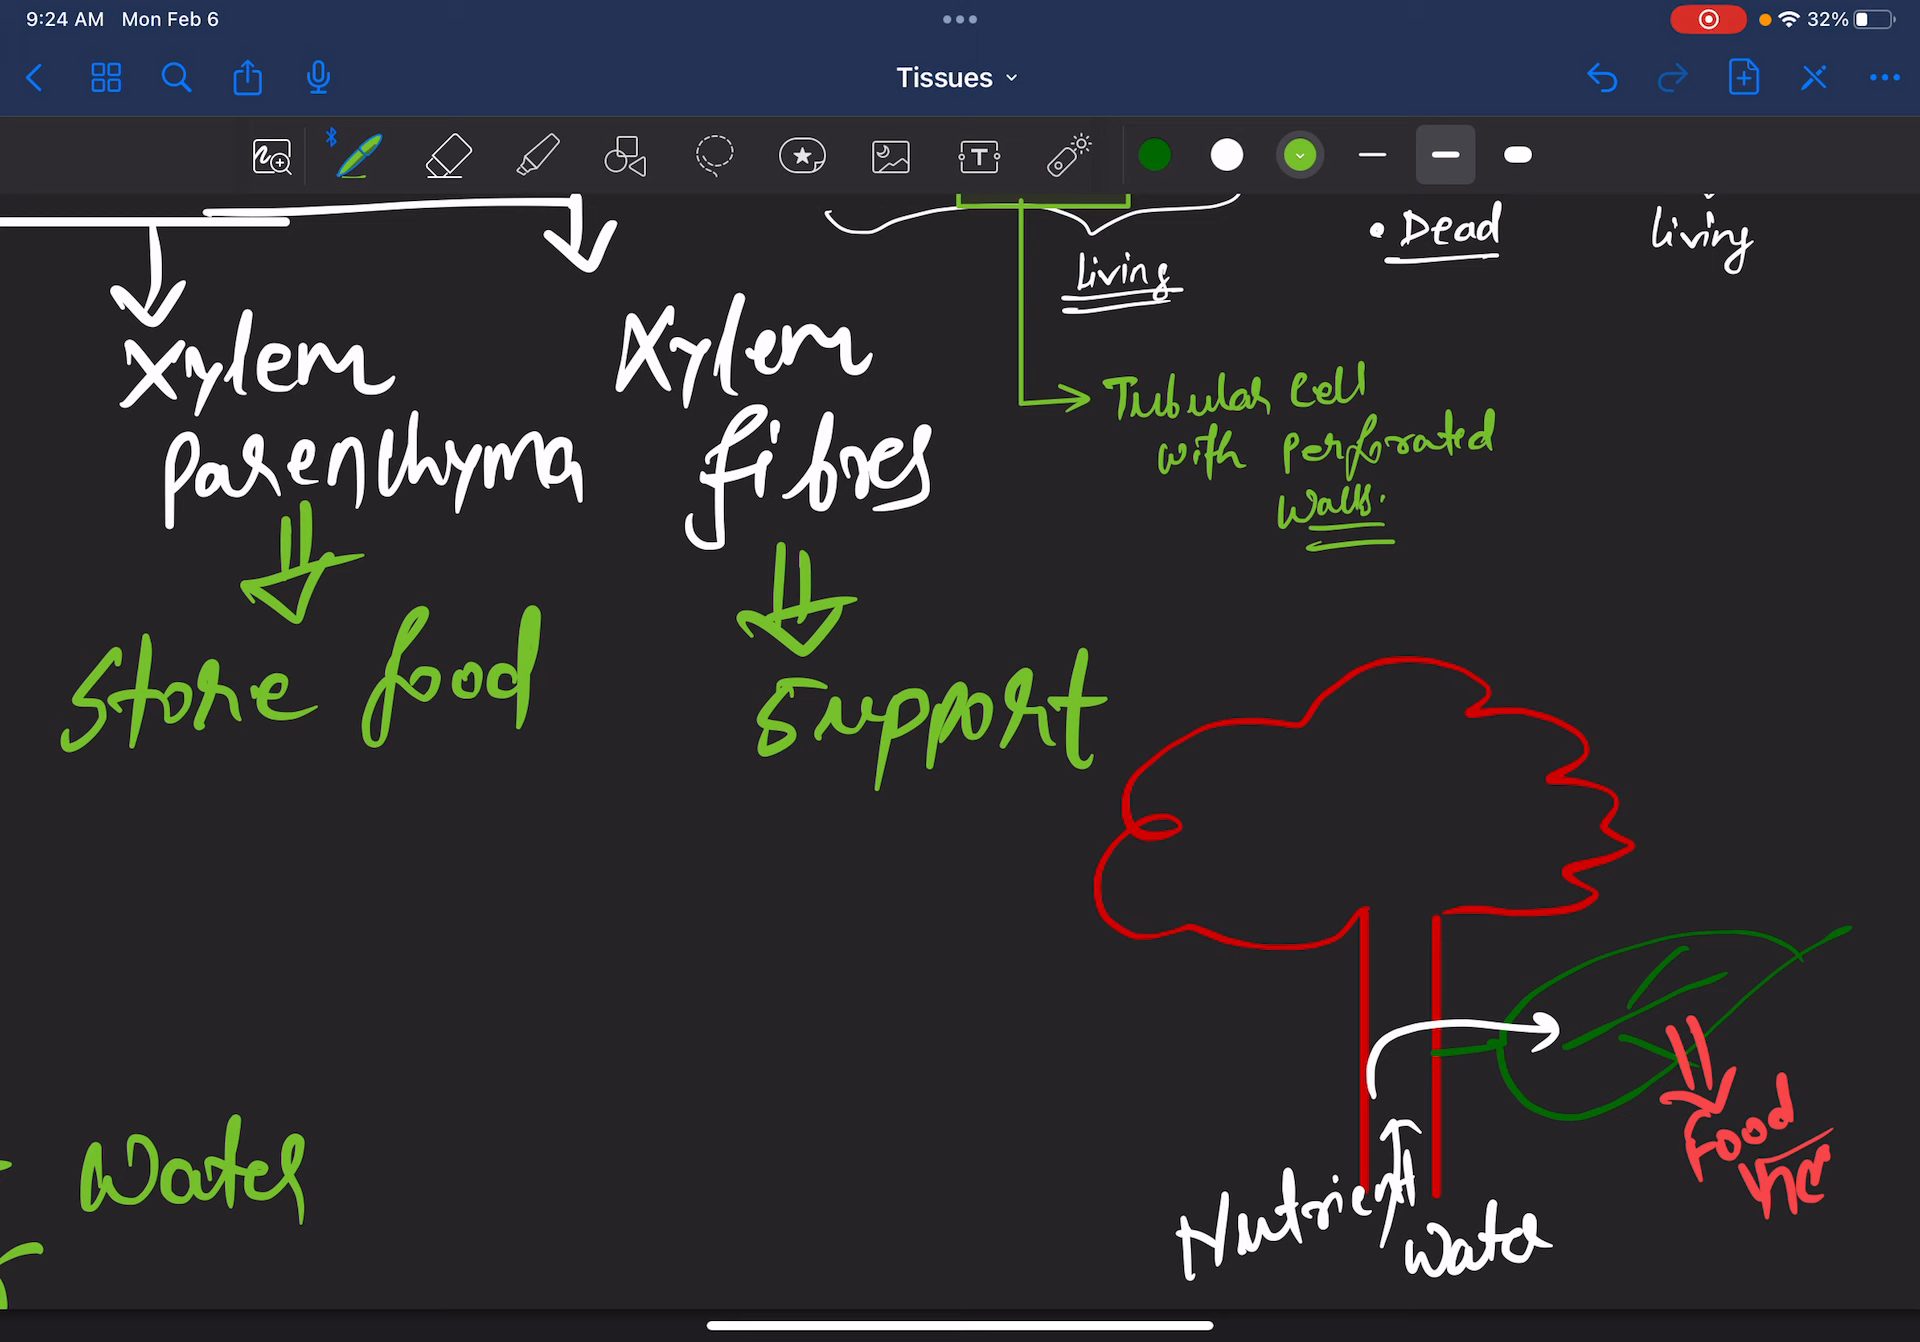 9:24 AM Mon Feb 6
32%
Tissues
Living
• Dead
living
Xylem
parenchyma
Xylem
fibres
Tubular Cell
with perforated
walls.
Store food
Support
Food
Water
Nutrient
Water